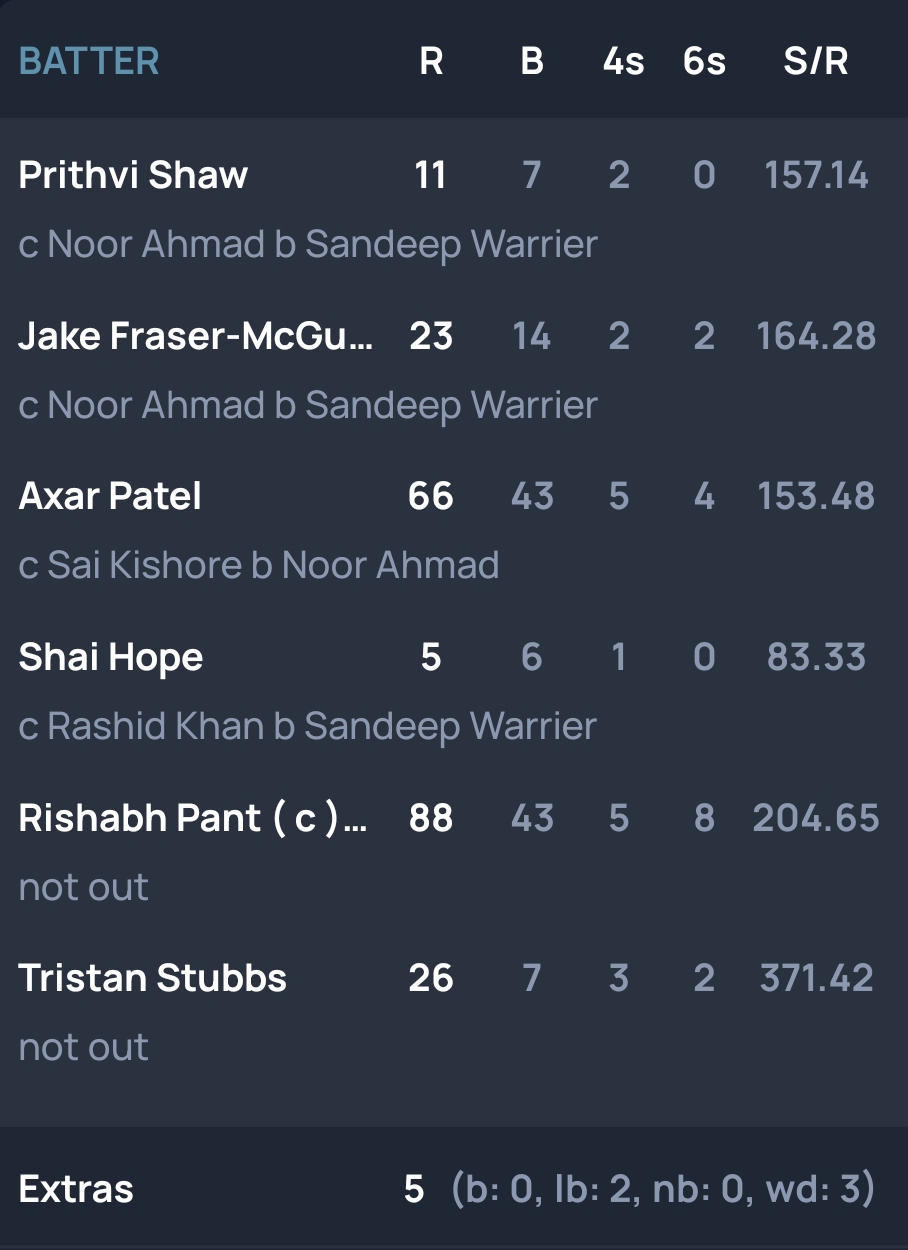 BATTER R B 4s 6s S/R
Prithvi Shaw 11 7 2 0 157.14
c Noor Ahmad b Sandeep Warrier
Jake Fraser-McGu... 23 14 2 2 164.28
c Noor Ahmad b Sandeep Warrier
Axar Patel 66 43 5 4 153.48
c Sai Kishore b Noor Ahmad
Shai Hope 5 6 1 0 83.33
c Rashid Khan b Sandeep Warrier
Rishabh Pant ( c )... 88 43 5 8 204.65
not out
Tristan Stubbs 26 7 3 2 371.42
not out
Extras 5 (b: 0, lb: 2, nb: 0, wd: 3)